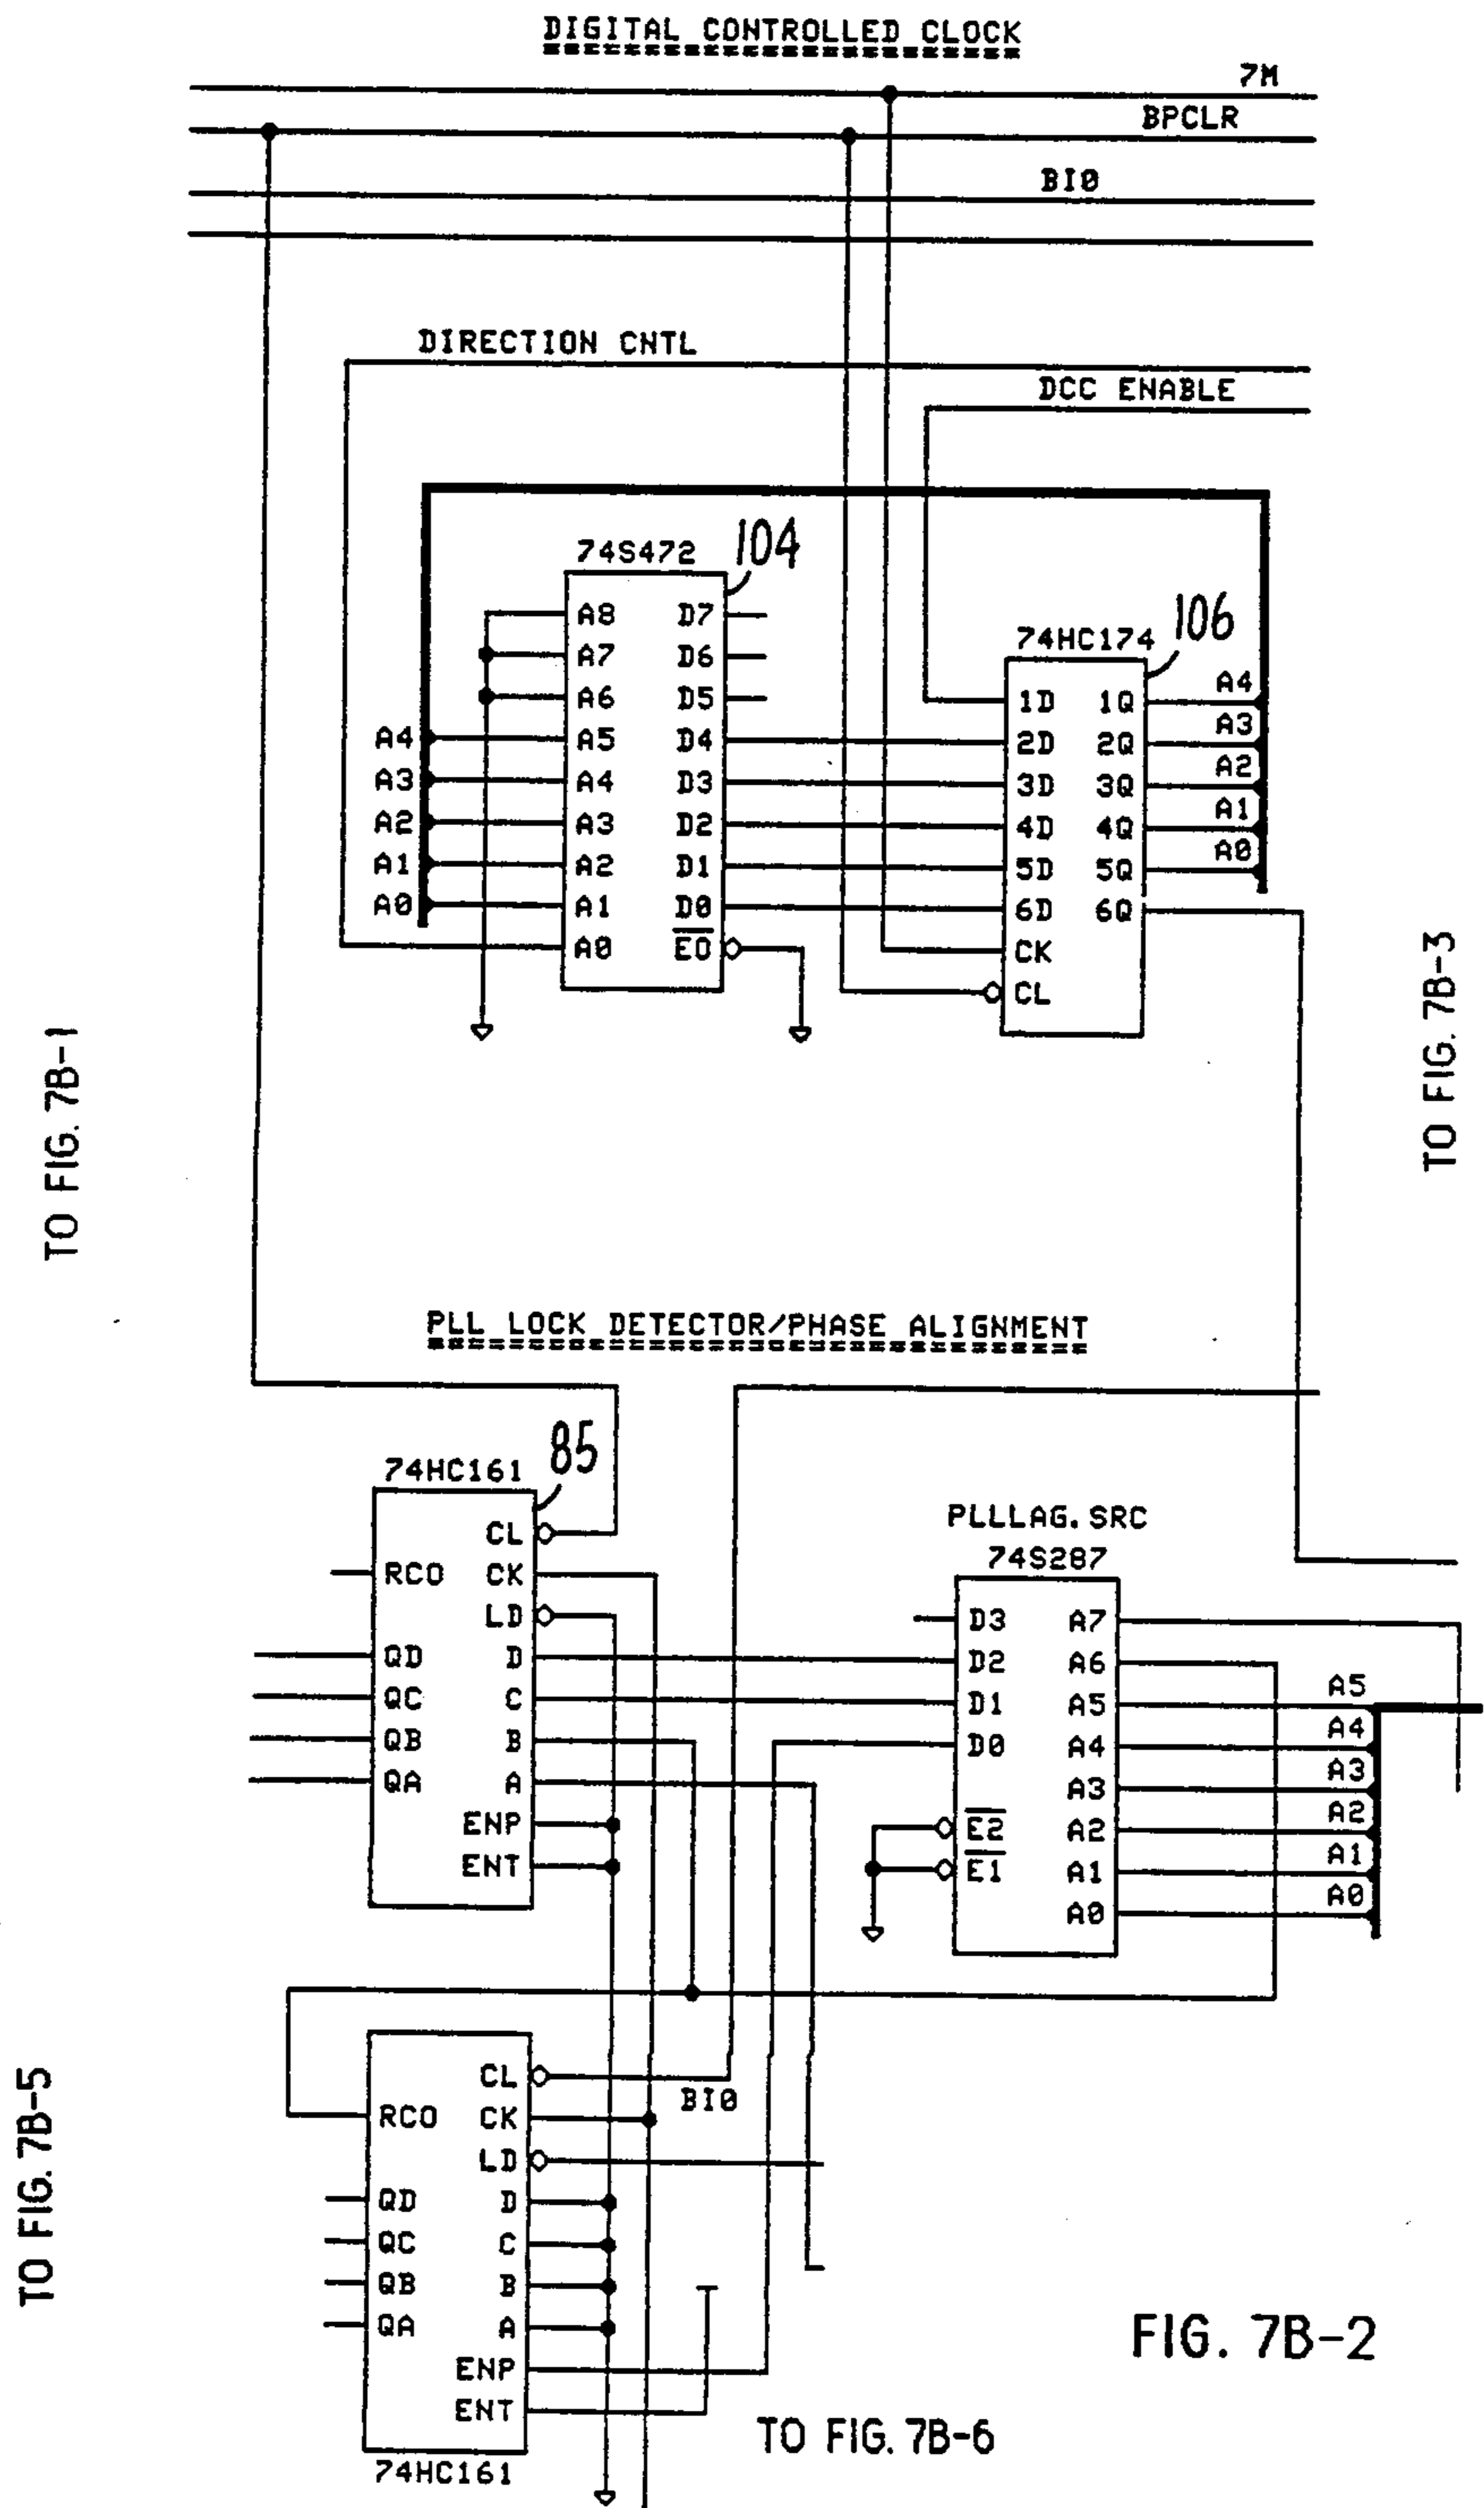 DIGITAL CONTROLLED CLOCK
7M
BPCLR
BI0
DIRECTION CNTL
DCC ENABLE
74S472 104
74HC174 106
A8 D7
A7 D6
A6 D5
A4 A5 D4
A3 A4 D3
A2 A3 D2
A1 A2 D1
A0 A1 D0
A0 E0
1D 1Q A4
2D 2Q A3
3D 3Q A2
4D 4Q A1
5D 5Q A0
6D 6Q
CK
CL
TO FIG. 7B-1
TO FIG. 7B-3
PLL LOCK DETECTOR/PHASE ALIGNMENT
74HC161 85
CL
RCO CK
LD
QD D
QC C
QB B
QA A
ENP
ENT
PLLLAG.SRC
74S287
D3 A7
D2 A6
D1 A5 A5
D0 A4 A4
A3 A3
E2 A2 A2
E1 A1 A1
A0 A0
CL
BI0
RCO CK
LD
QD D
QC C
QB B
QA A
ENP
ENT
74HC161
TO FIG. 7B-5
TO FIG. 7B-6
FIG. 7B-2